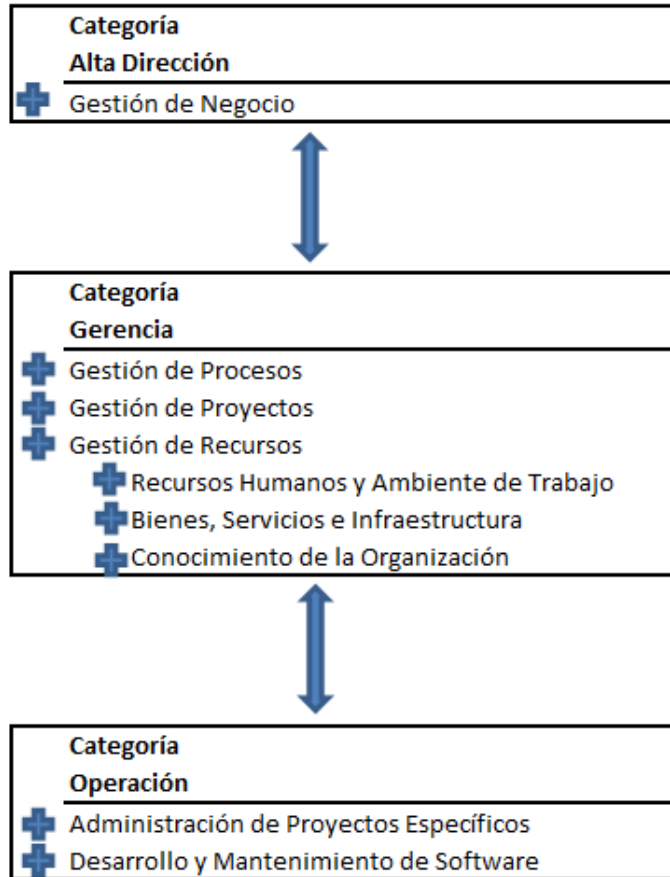 Categoría
Alta Dirección
Gestión de Negocio
Categoría
Gerencia
Gestión de Procesos
Gestión de Proyectos
Gestión de Recursos
Recursos Humanos y Ambiente de Trabajo
Bienes, Servicios e Infraestructura
Conocimiento de la Organización
Categoría
Operación
Administración de Proyectos Específicos
Desarrollo y Mantenimiento de Software